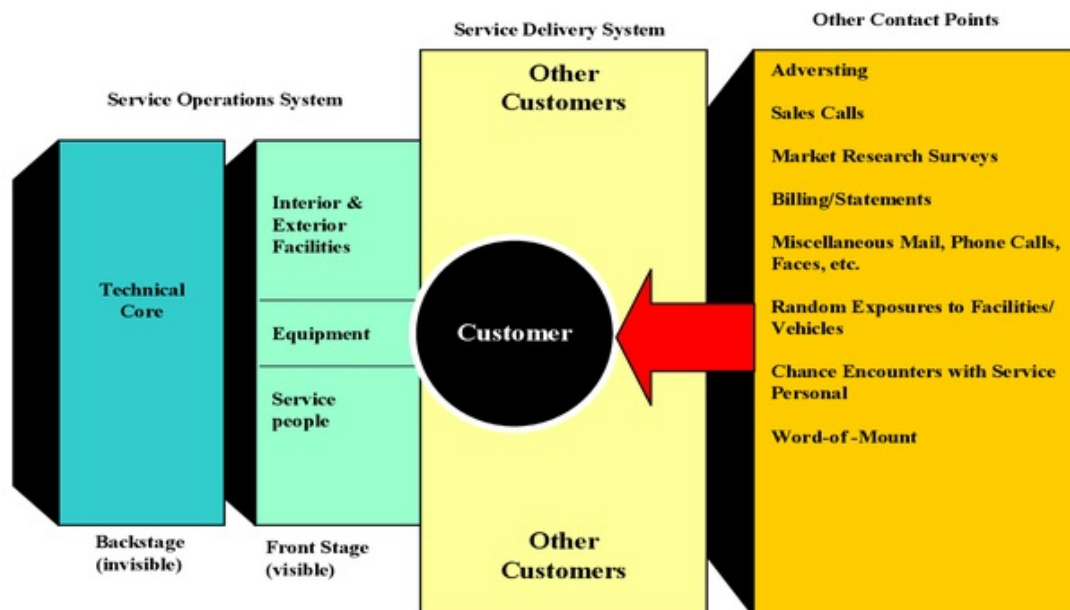 Service Operations System
Technical
Core
Backstage
(invisible)
Interior &
Exterior
Facilities
Equipment
Service
people
Front Stage
(visible)
Service Delivery System
Other
Customers
Customer
Other
Customers
Other Contact Points
Adversting
Sales Calls
Market Research Surveys
Billing/Statements
Miscellaneous Mail, Phone Calls,
Faces, etc.
Random Exposures to Facilities/
Vehicles
Chance Encounters with Service
Personal
Word-of -Mount